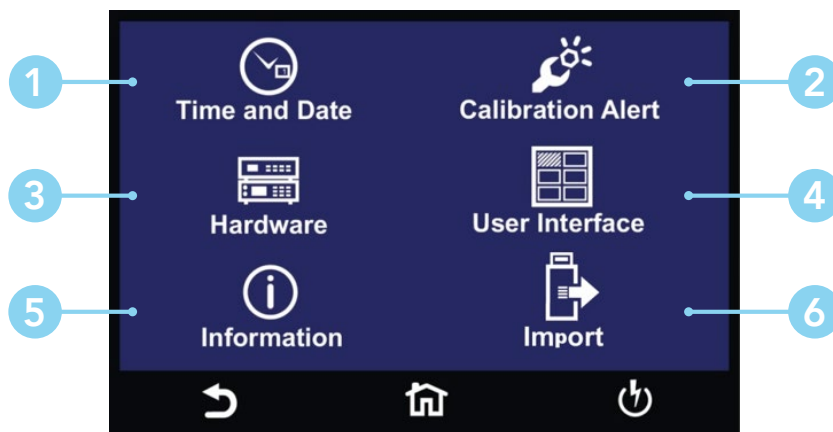 1
Time and Date
2
Calibration Alert
3
Hardware
4
User Interface
5
Information
6
Import